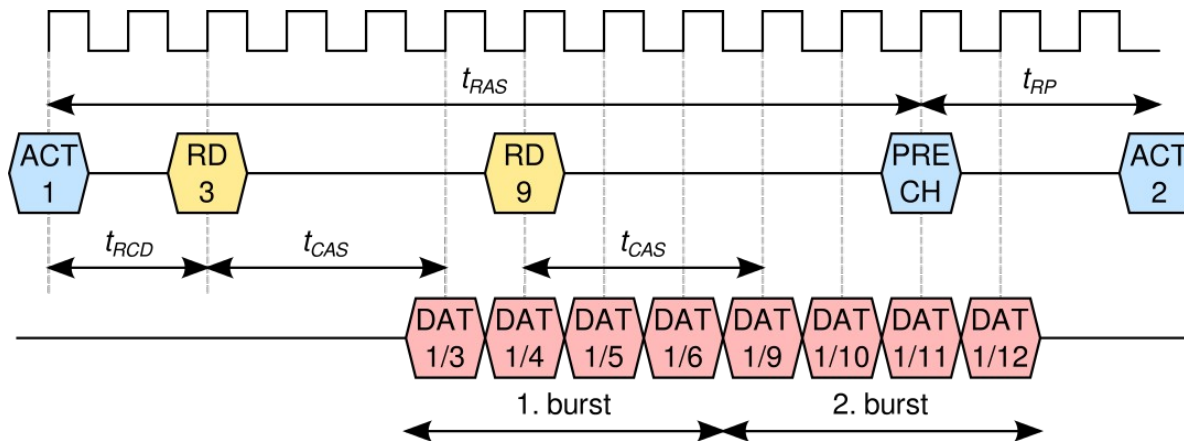 tRAS
tRP
ACT
1
RD
3
RD
9
PRE
CH
ACT
2
tRCD
tCAS
tCAS
DAT
1/3
DAT
1/4
DAT
1/5
DAT
1/6
DAT
1/9
DAT
1/10
DAT
1/11
DAT
1/12
1. burst
2. burst